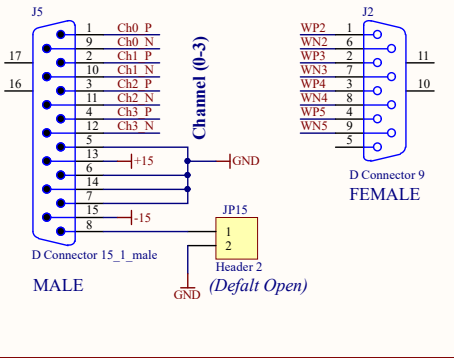 J5
1 Ch0_P
9 Ch0_N
17
2 Ch1_P
10 Ch1_N
16
3 Ch2_P
11 Ch2_N
4 Ch3_P
12 Ch3_N
5
13 +15
GND
6
14
7
15 -15
8
Channel (0-3)
JP15
1
2
Header 2
GND
(Defalt Open)
D Connector 15_1_male
MALE
J2
WP2 1
WN2 6
WP3 2
11
WN3 7
WP4 3
10
WN4 8
WP5 4
WN5 9
5
D Connector 9
FEMALE